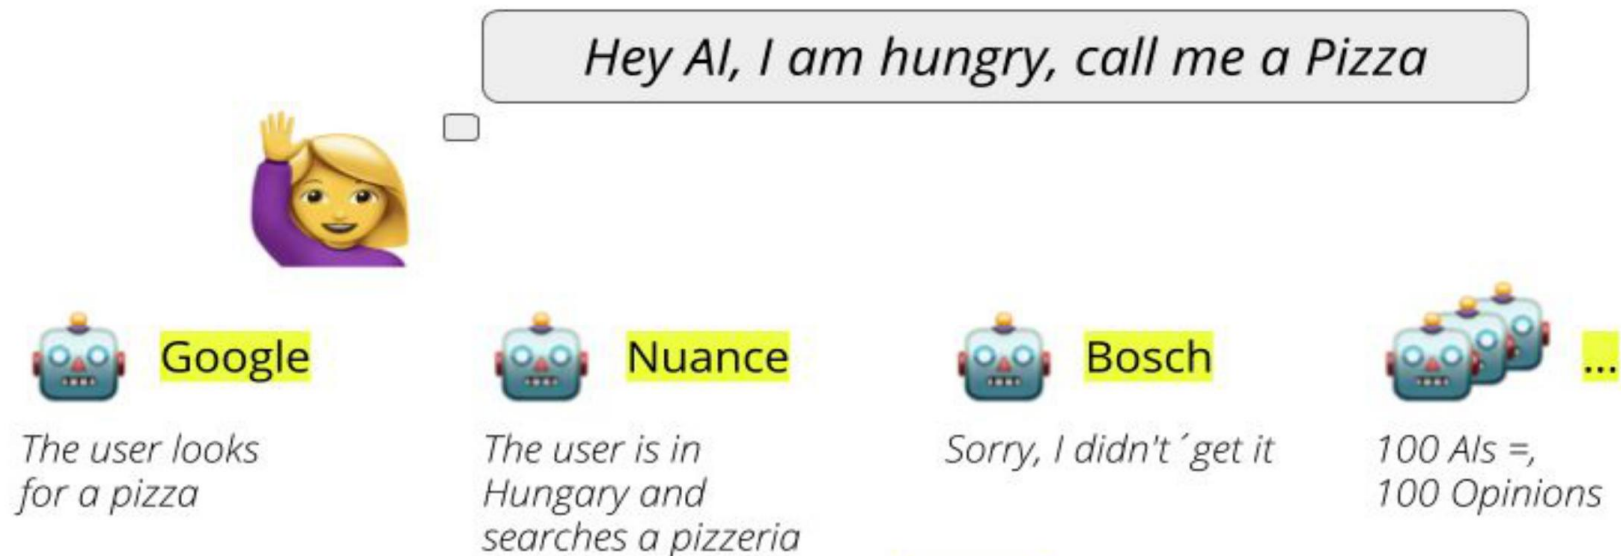 Hey AI, I am hungry, call me a Pizza
Google
Nuance
Bosch
...
The user looks
for a pizza
The user is in
Hungary and
searches a pizzeria
Sorry, I didn't´get it
100 AIs =,
100 Opinions